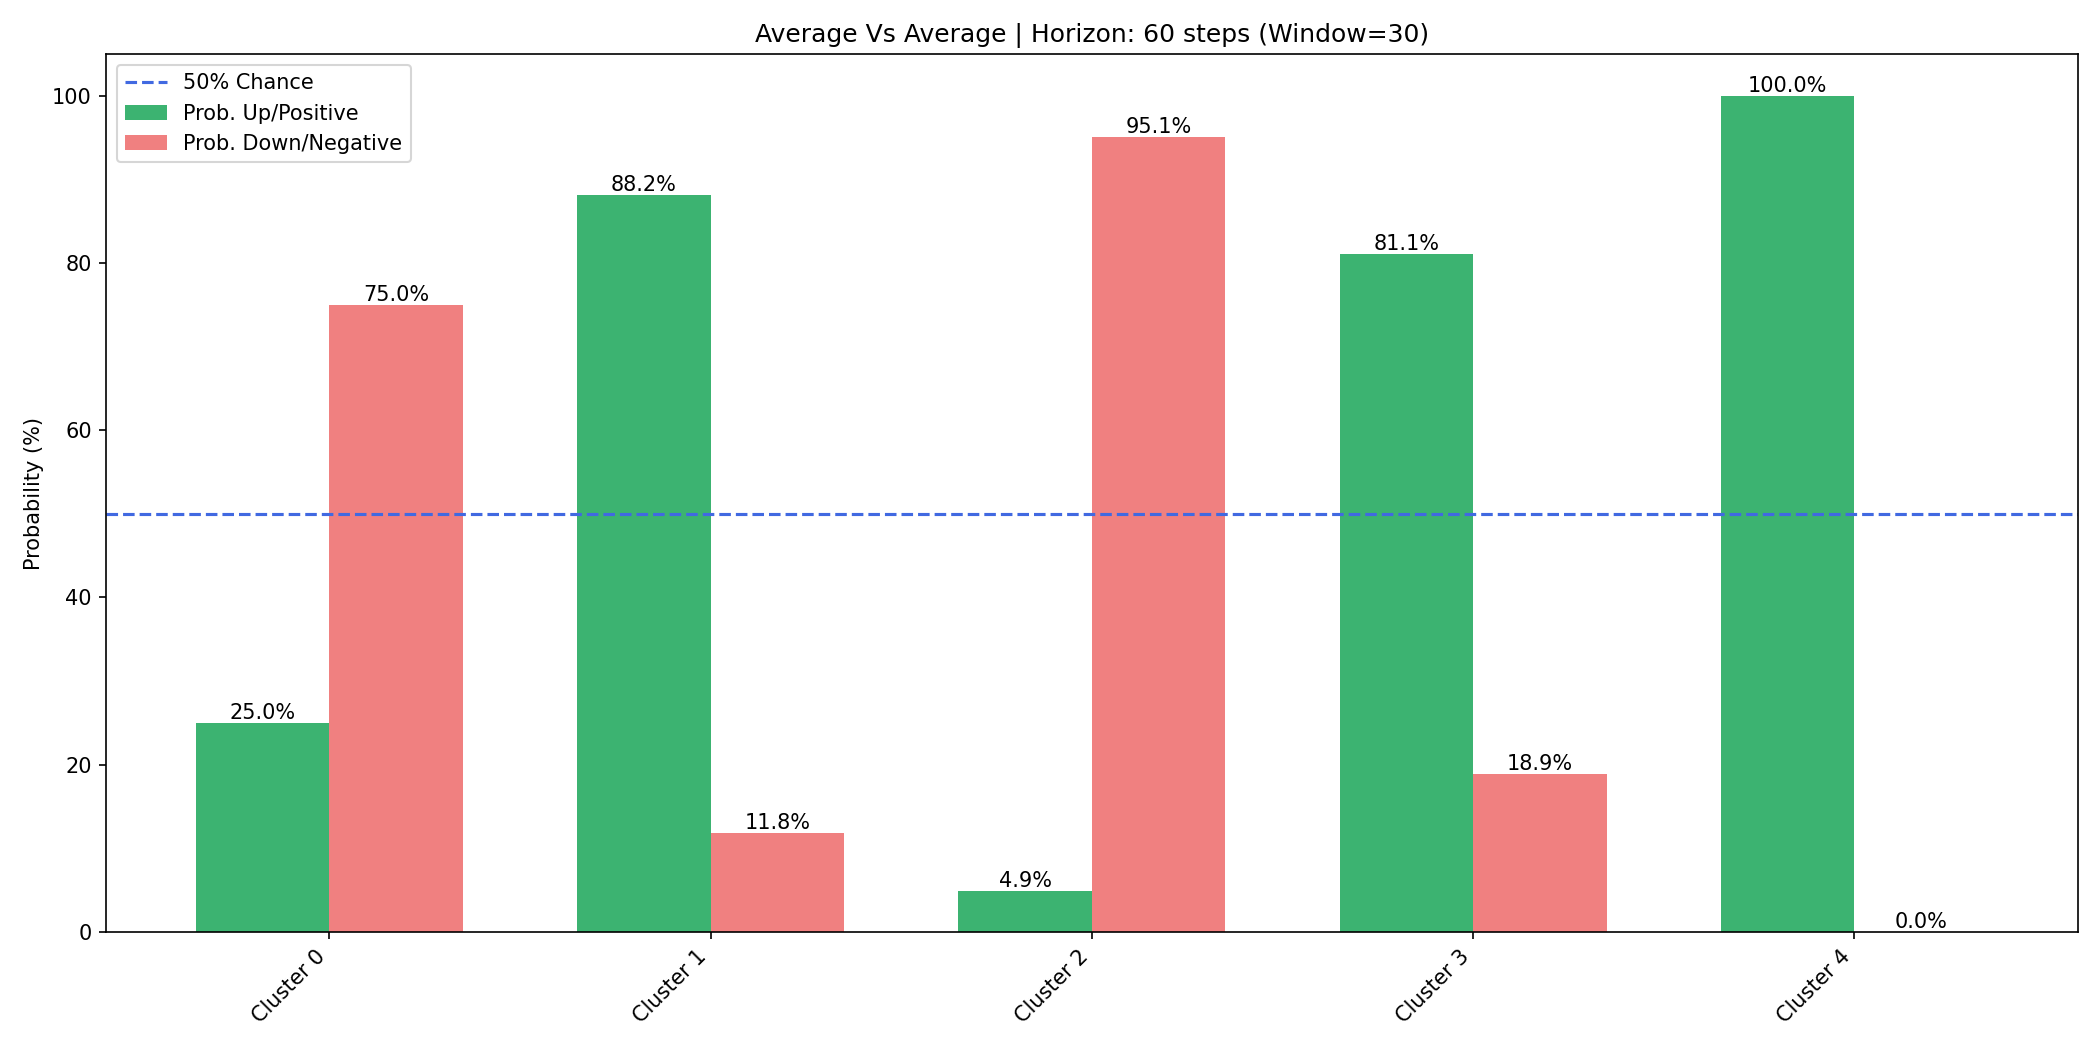 Average Vs Average | Horizon: 60 steps (Window=30)
50% Chance
Prob. Up/Positive
Prob. Down/Negative
Probability (%)
100
80
60
40
20
0
25.0%
75.0%
88.2%
11.8%
4.9%
95.1%
81.1%
18.9%
100.0%
0.0%
Cluster 0
Cluster 1
Cluster 2
Cluster 3
Cluster 4